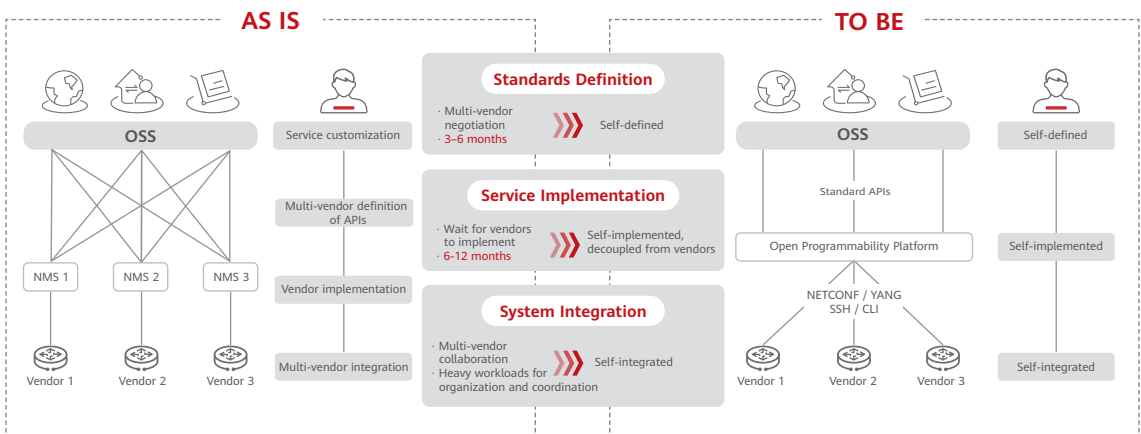 AS IS
OSS
NMS 1
NMS 2
NMS 3
Vendor 1
Vendor 2
Vendor 3
Service customization
Multi-vendor definition
of APIs
Vendor implementation
Multi-vendor integration
Standards Definition
· Multi-vendor
negotiation
· 3–6 months
Self-defined
Service Implementation
· Wait for vendors
to implement
· 6-12 months
Self-implemented,
decoupled from vendors
System Integration
· Multi-vendor
collaboration
· Heavy workloads for
organization and coordination
Self-integrated
TO BE
OSS
Standard APIs
Open Programmability Platform
NETCONF / YANG
SSH / CLI
Vendor 1
Vendor 2
Vendor 3
Self-defined
Self-implemented
Self-integrated